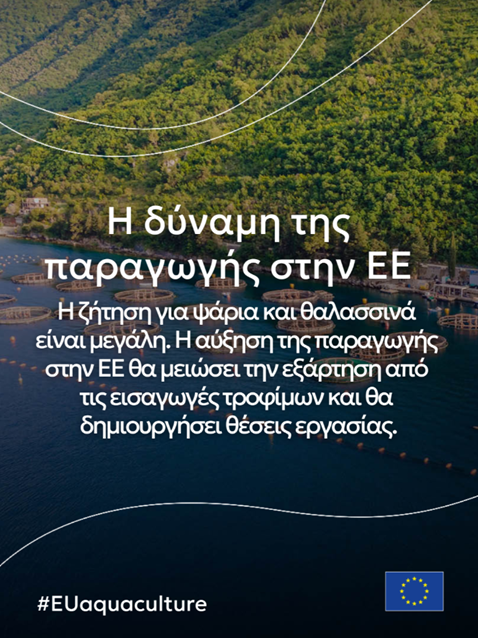 Η δύναμη της
παραγωγής στην ΕΕ
Η ζήτηση για ψάρια και θαλασσινά
είναι μεγάλη. Η αύξηση της παραγωγής
στην ΕΕ θα μειώσει την εξάρτηση από
τις εισαγωγές τροφίμων και θα
δημιουργήσει θέσεις εργασίας.
#EUaquaculture